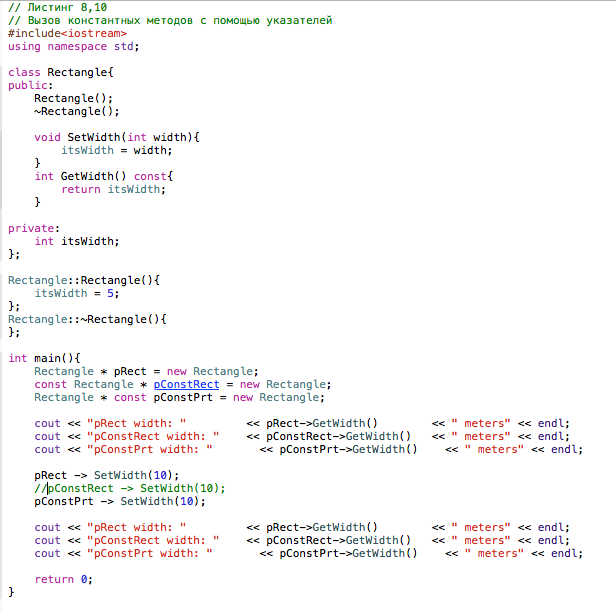 // Листинг 8,10
// Вызов константных методов с помощью указателей
#include<iostream>
using namespace std;
class Rectangle{
public:
    Rectangle();
    ~Rectangle();
    void SetWidth(int width){
        itsWidth = width;
    }
    int GetWidth() const{
        return itsWidth;
    }
private:
    int itsWidth;
};
Rectangle::Rectangle(){
    itsWidth = 5;
};
Rectangle::~Rectangle(){
};
int main(){
    Rectangle * pRect = new Rectangle;
    const Rectangle * pConstRect = new Rectangle;
    Rectangle * const pConstPrt = new Rectangle;
    cout << "pRect width: "         << pRect->GetWidth()        << " meters" << endl;
    cout << "pConstRect width: "    << pConstRect->GetWidth()   << " meters" << endl;
    cout << "pConstPrt width: "       << pConstPrt->GetWidth()    << " meters" << endl;
    pRect -> SetWidth(10);
    //pConstRect -> SetWidth(10);
    pConstPrt -> SetWidth(10);
    cout << "pRect width: "         << pRect->GetWidth()        << " meters" << endl;
    cout << "pConstRect width: "    << pConstRect->GetWidth()   << " meters" << endl;
    cout << "pConstPrt width: "       << pConstPrt->GetWidth()    << " meters" << endl;
    return 0;
}